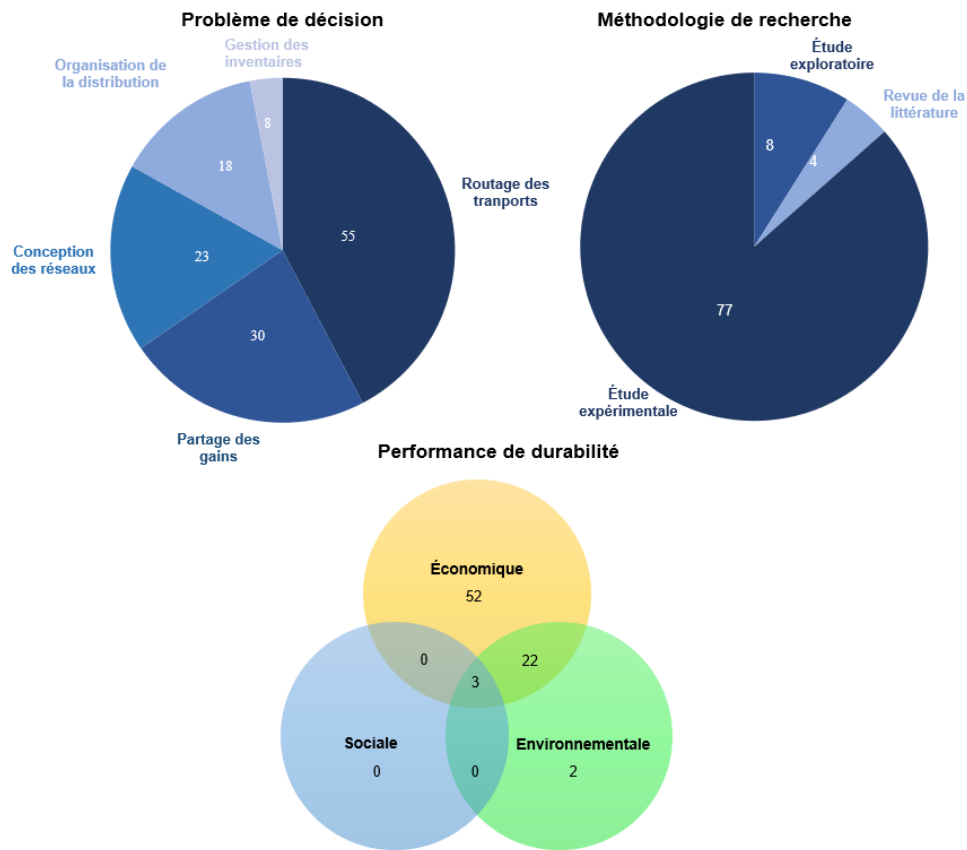 Problème de décision
Gestion des
inventaires
Organisation de
la distribution
8
18
Routage des
tranports
55
Conception
des réseaux
23
30
Partage des
gains
Méthodologie de recherche
Étude
exploratoire
Revue de la
littérature
8
4
77
Étude
expérimentale
Performance de durabilité
Économique
52
0
22
3
Sociale
0
Environnementale
2
0